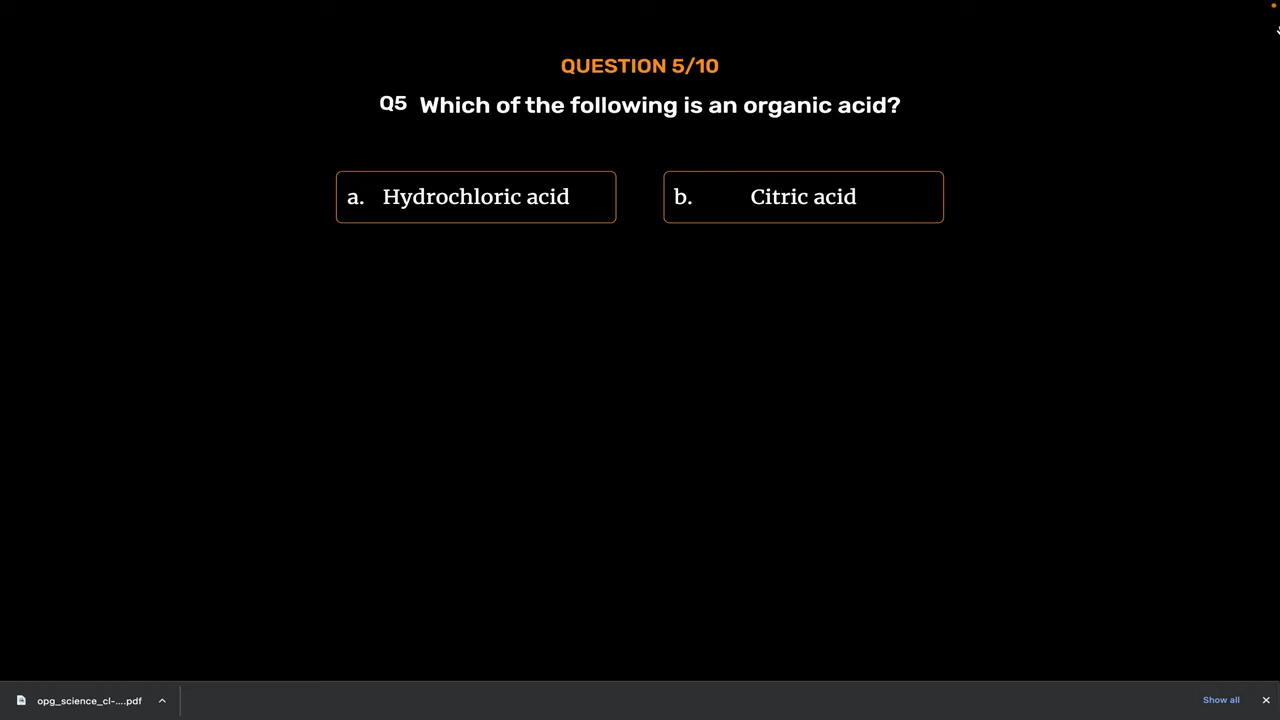 QUESTION 5/10
Q5 Which of the following is an organic acid?
a. Hydrochloric acid
b. Citric acid
opg_science_cl-....pdf
Show all